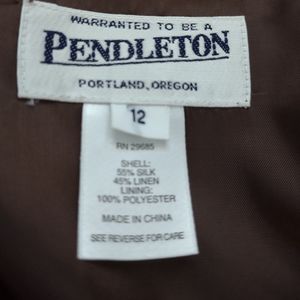 WARRANTED TO BE A
PENDLETON
PORTLAND, OREGON
12
RN 29685
SHELL:
55% SILK
45% LINEN
LINING:
100% POLYESTER
MADE IN CHINA
SEE REVERSE FOR CARE